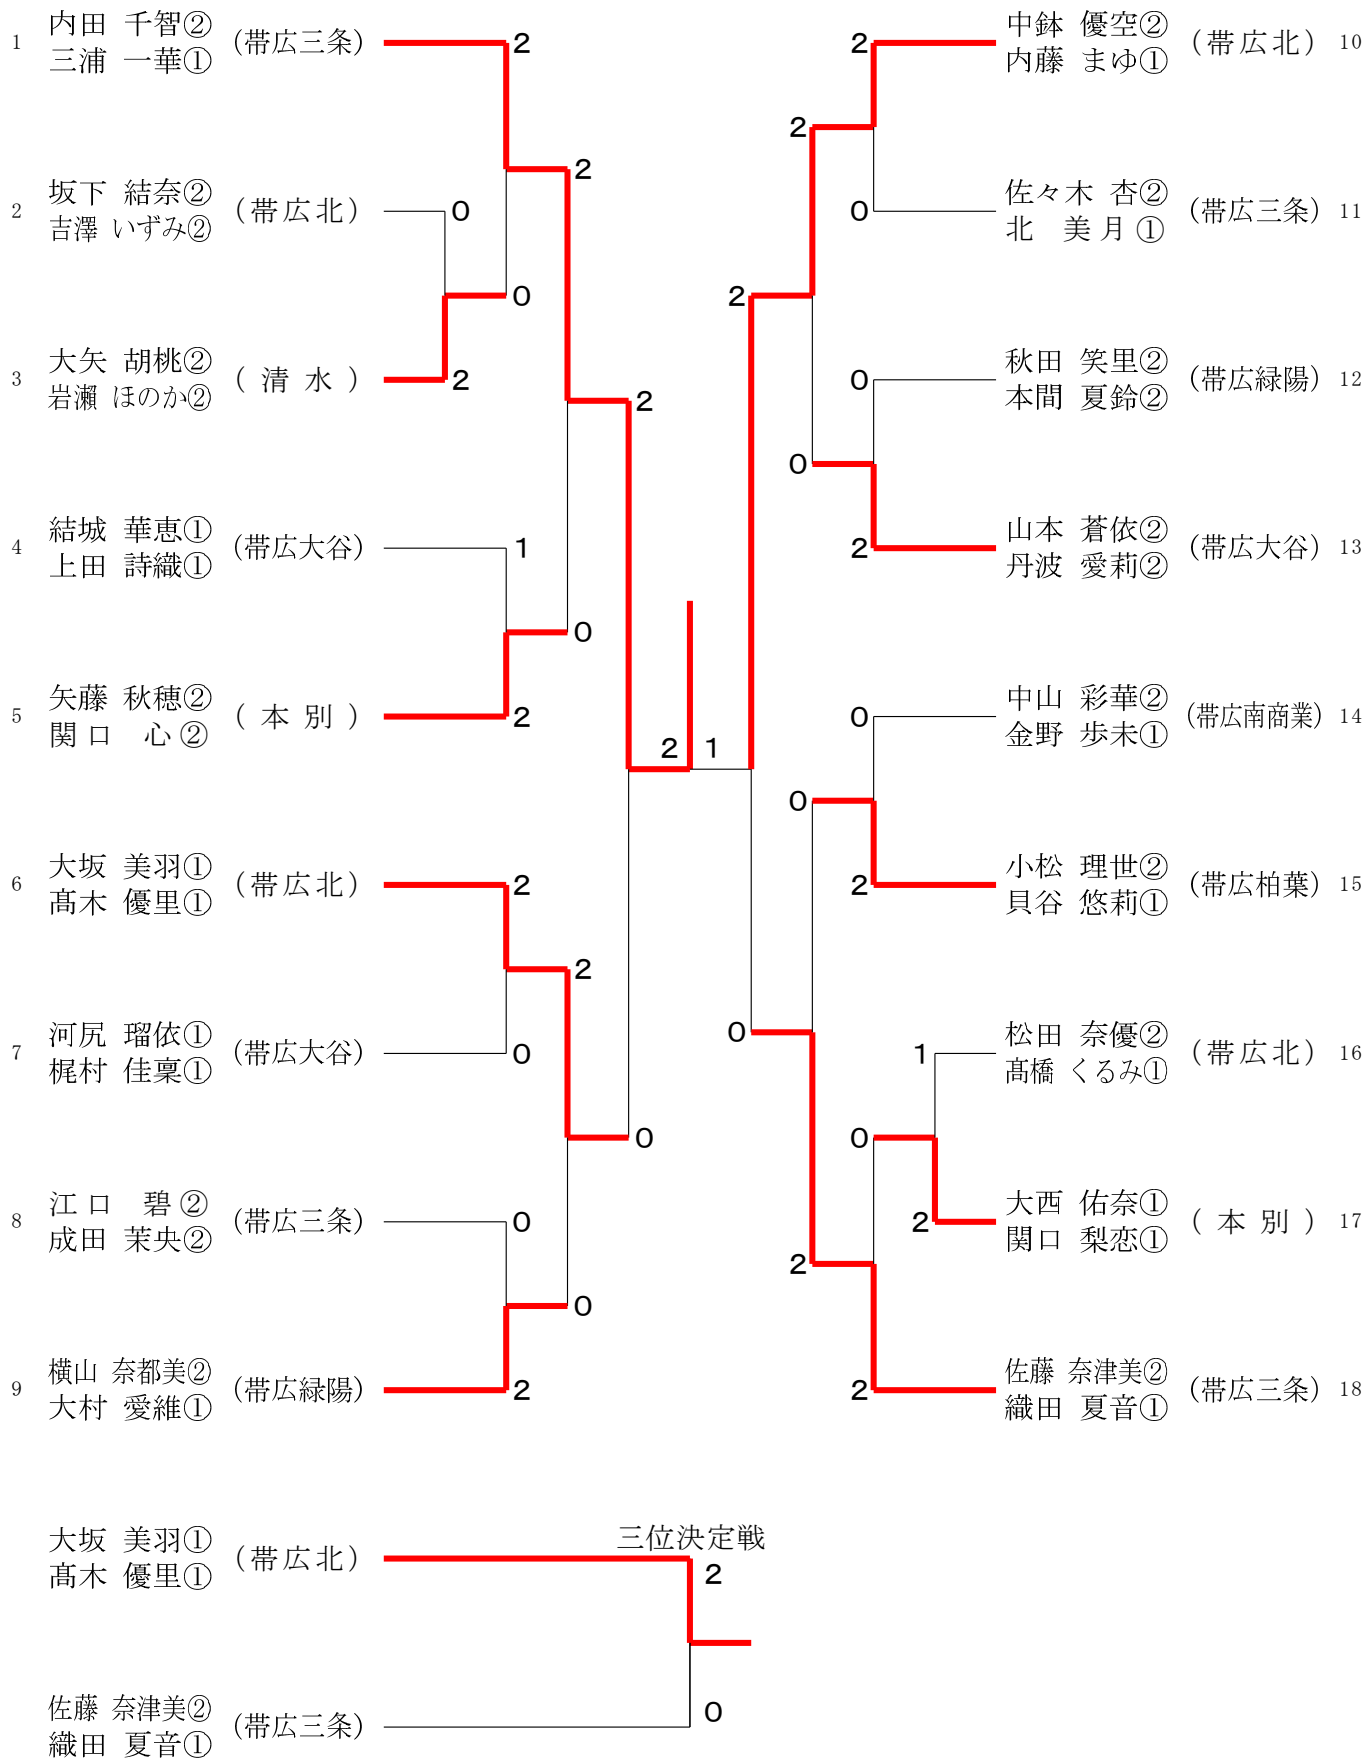 1 内田 千智② (帯広三条) 2
三浦 一華①
2 坂下 結奈② (帯広北) 0
吉澤 いずみ②
2
0
3 大矢 胡桃② (清水) 2
岩瀬 ほのか②
2
4 結城 華恵① (帯広大谷) 1
上田 詩織①
0
5 矢藤 秋穂② (本別) 2
関口 心②
2 1
6 大坂 美羽① (帯広北) 2
髙木 優里①
2
7 河尻 瑠依① (帯広大谷) 0
梶村 佳稟①
0
8 江口 碧② (帯広三条) 0
成田 茉央②
0
9 横山 奈都美② (帯広緑陽) 2
大村 愛維①
2 中鉢 優空② (帯広北) 10
内藤 まゆ①
2
0 佐々木 杏② (帯広三条) 11
北 美月①
2
0 秋田 笑里② (帯広緑陽) 12
本間 夏鈴②
0
2 山本 蒼依② (帯広大谷) 13
丹波 愛莉②
0 中山 彩華② (帯広南商業) 14
金野 歩未①
0
2 小松 理世② (帯広柏葉) 15
貝谷 悠莉①
0
1 松田 奈優② (帯広北) 16
髙橋 くるみ①
0
2 大西 佑奈① (本別) 17
関口 梨恋①
2
2 佐藤 奈津美② (帯広三条) 18
織田 夏音①
三位決定戦
大坂 美羽① (帯広北) 2
髙木 優里①
佐藤 奈津美② (帯広三条) 0
織田 夏音①